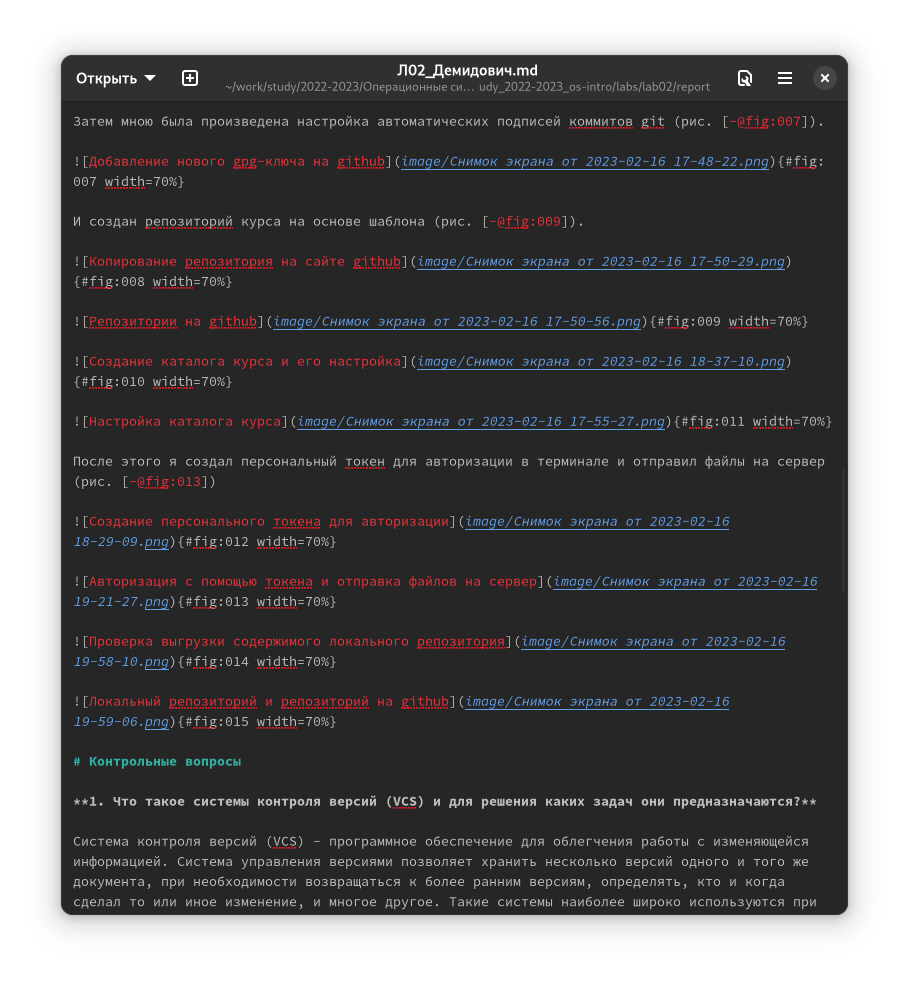 Открыть
Л02_Демидович.md
~/work/study/2022-2023/Операционные си… udy_2022-2023_os-intro/labs/lab02/report
Затем мною была произведена настройка автоматических подписей коммитов git (рис. [-@fig:007]).
![Добавление нового gpg-ключа на github](image/Снимок экрана от 2023-02-16 17-48-22.png){#fig:
007 width=70%}
И создан репозиторий курса на основе шаблона (рис. [-@fig:009]).
![Копирование репозитория на сайте github](image/Снимок экрана от 2023-02-16 17-50-29.png)
{#fig:008 width=70%}
![Репозитории на github](image/Снимок экрана от 2023-02-16 17-50-56.png){#fig:009 width=70%}
![Создание каталога курса и его настройка](image/Снимок экрана от 2023-02-16 18-37-10.png)
{#fig:010 width=70%}
![Настройка каталога курса](image/Снимок экрана от 2023-02-16 17-55-27.png){#fig:011 width=70%}
После этого я создал персональный токен для авторизации в терминале и отправил файлы на сервер
(рис. [-@fig:013])
![Создание персонального токена для авторизации](image/Снимок экрана от 2023-02-16
18-29-09.png){#fig:012 width=70%}
![Авторизация с помощью токена и отправка файлов на сервер](image/Снимок экрана от 2023-02-16
19-21-27.png){#fig:013 width=70%}
![Проверка выгрузки содержимого локального репозитория](image/Снимок экрана от 2023-02-16
19-58-10.png){#fig:014 width=70%}
![Локальный репозиторий и репозиторий на github](image/Снимок экрана от 2023-02-16
19-59-06.png){#fig:015 width=70%}
# Контрольные вопросы
**1. Что такое системы контроля версий (VCS) и для решения каких задач они предназначаются?**
Система контроля версий (VCS) – программное обеспечение для облегчения работы с изменяющейся
информацией. Система управления версиями позволяет хранить несколько версий одного и того же
документа, при необходимости возвращаться к более ранним версиям, определять, кто и когда
сделал то или иное изменение, и многое другое. Такие системы наиболее широко используются при